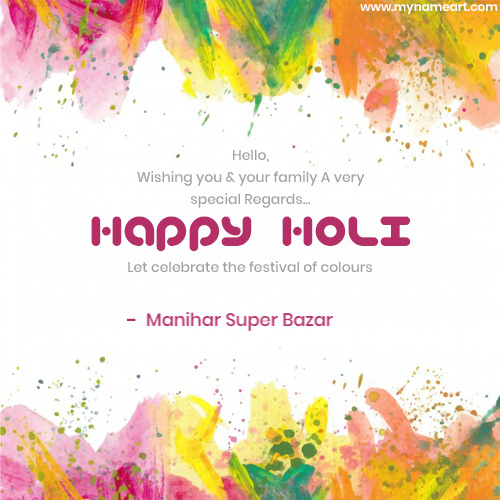 www.mynameart.com
Hello,
Wishing you & your family A very
special Regards...
HAPPY HOLI
Let celebrate the festival of colours
- Manihar Super Bazar